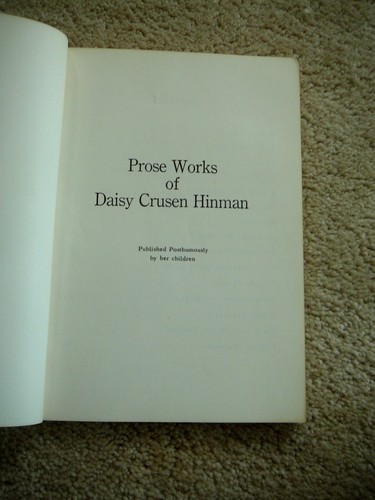 Prose Works
of
Daisy Crusen Hinman
Published Posthumously
by her children